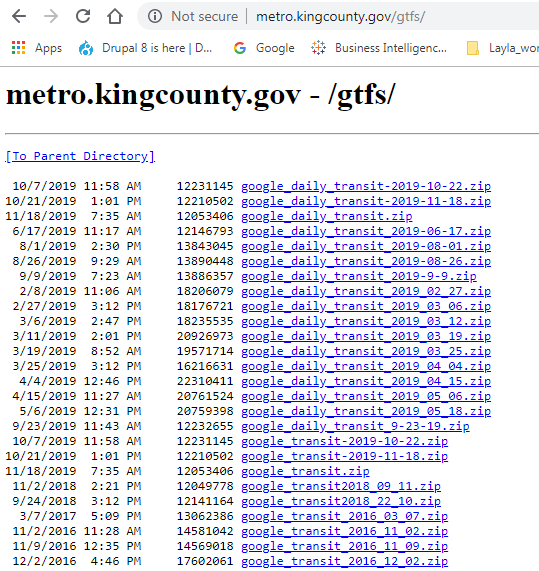 Not secure | metro.kingcounty.gov/gtfs/
Apps Drupal 8 is here | D... Google Business Intelligenc... Layla_wor
metro.kingcounty.gov - /gtfs/
[To Parent Directory]
10/7/2019 11:58 AM 12231145 google_daily_transit-2019-10-22.zip
10/21/2019 1:01 PM 12210502 google_daily_transit-2019-11-18.zip
11/18/2019 7:35 AM 12053406 google_daily_transit.zip
6/17/2019 11:17 AM 12146793 google_daily_transit_2019-06-17.zip
8/1/2019 2:30 PM 13843045 google_daily_transit_2019-08-01.zip
8/26/2019 9:29 AM 13890448 google_daily_transit_2019-08-26.zip
9/9/2019 7:23 AM 13886357 google_daily_transit_2019-9-9.zip
2/8/2019 11:06 AM 18206079 google_daily_transit_2019_02_27.zip
2/27/2019 3:12 PM 18176721 google_daily_transit_2019_03_06.zip
3/6/2019 2:47 PM 18235535 google_daily_transit_2019_03_12.zip
3/11/2019 2:01 PM 20926973 google_daily_transit_2019_03_19.zip
3/19/2019 8:52 AM 19571714 google_daily_transit_2019_03_25.zip
3/25/2019 3:12 PM 16216631 google_daily_transit_2019_04_04.zip
4/4/2019 12:46 PM 22310411 google_daily_transit_2019_04_15.zip
4/15/2019 11:27 AM 20761524 google_daily_transit_2019_05_06.zip
5/6/2019 12:31 PM 20759398 google_daily_transit_2019_05_18.zip
9/23/2019 11:43 AM 12232655 google_daily_transit_9-23-19.zip
10/7/2019 11:58 AM 12231145 google_transit-2019-10-22.zip
10/21/2019 1:01 PM 12210502 google_transit-2019-11-18.zip
11/18/2019 7:35 AM 12053406 google_transit.zip
11/2/2018 2:21 PM 12049778 google_transit2018_09_11.zip
9/24/2018 3:12 PM 12141164 google_transit2018_22_10.zip
3/7/2017 5:09 PM 13062386 google_transit_2016_03_07.zip
11/2/2016 11:28 AM 14581042 google_transit_2016_11_02.zip
11/9/2016 12:35 PM 14569018 google_transit_2016_11_09.zip
12/2/2016 4:46 PM 17602061 google_transit_2016_12_02.zip